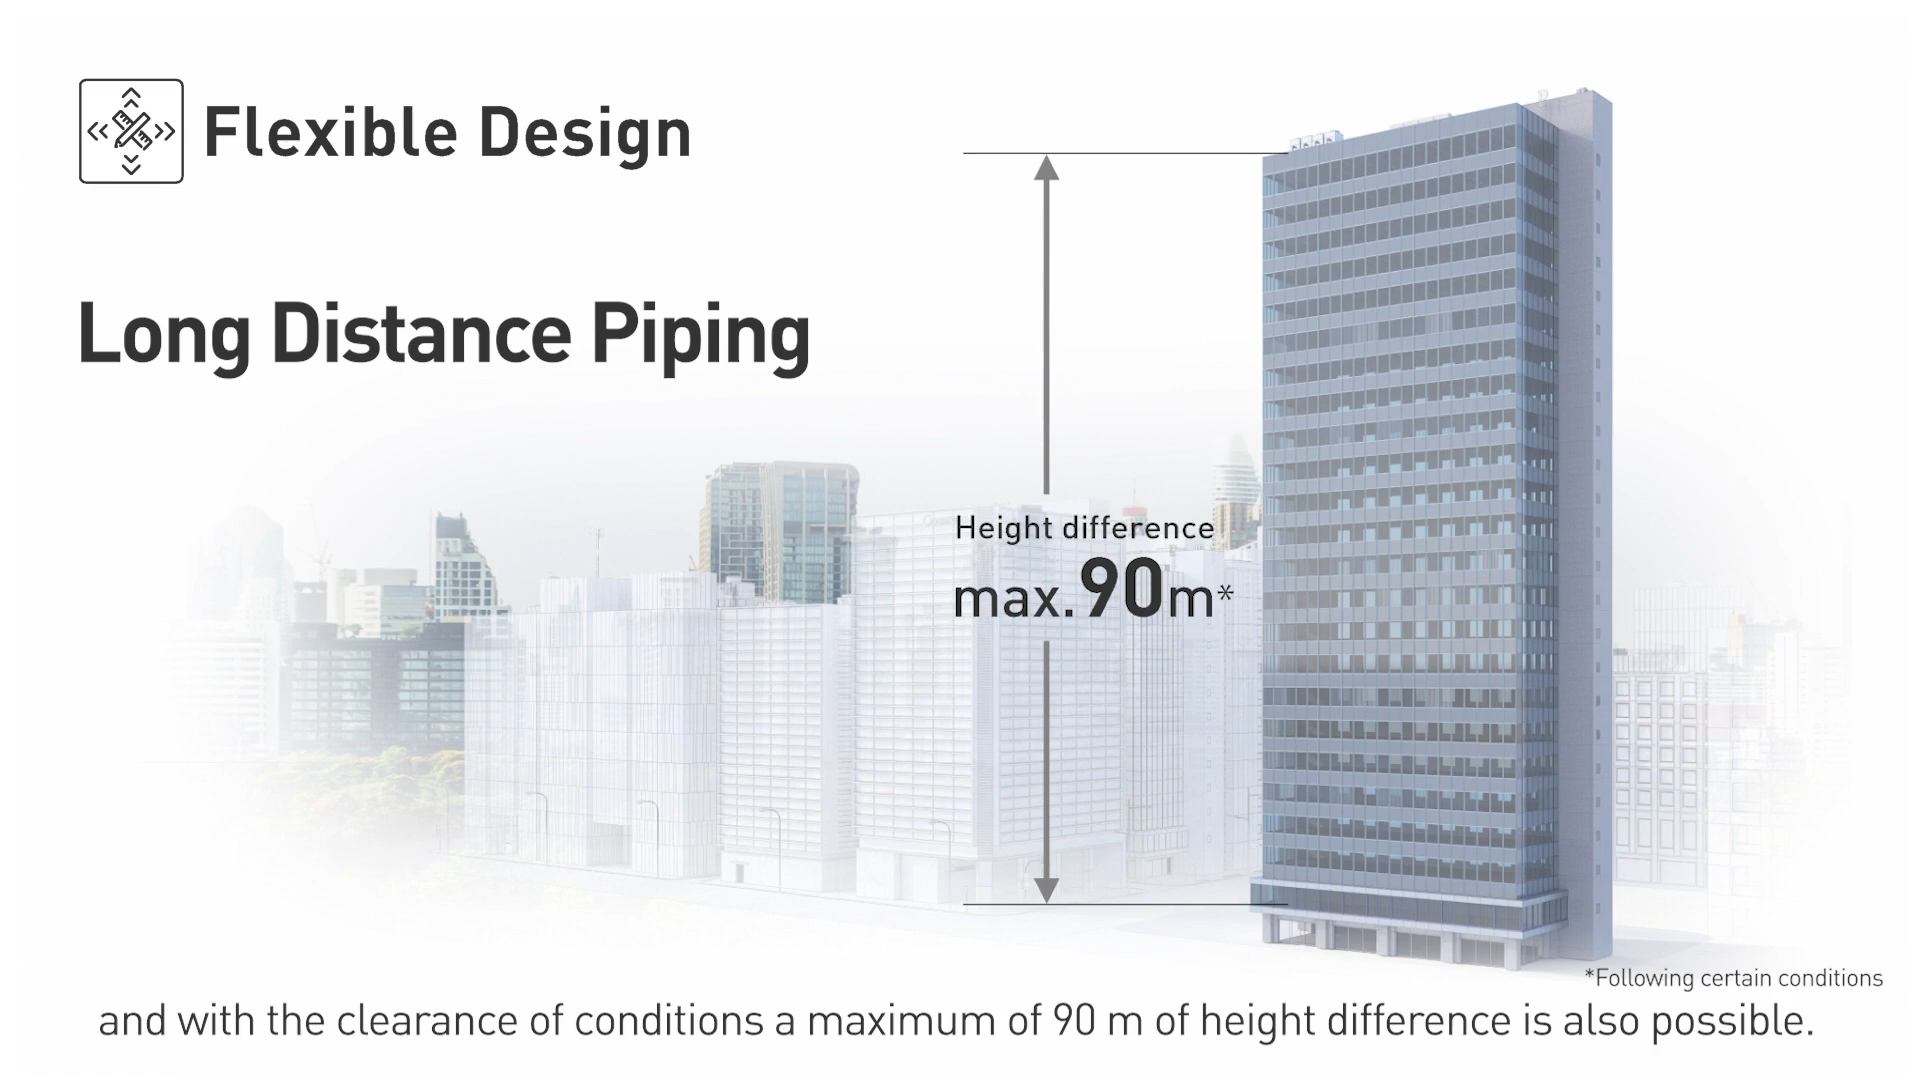 Flexible Design
Long Distance Piping
Height difference
max.90m*
*Following certain conditions
and with the clearance of conditions a maximum of 90 m of height difference is also possible.